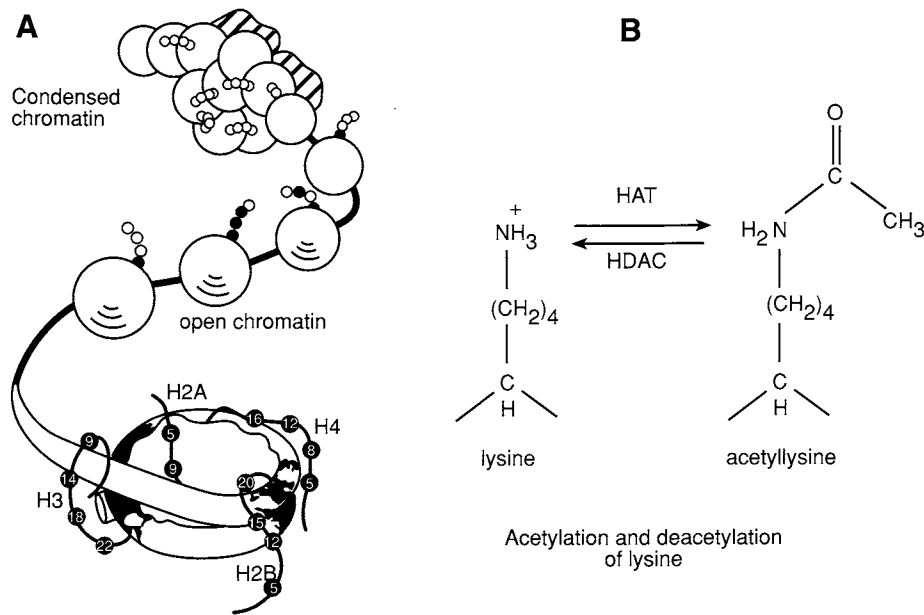 A
Condensed
chromatin
open chromatin
H2A
H4
H3
H2B
9
14
18
22
5
9
16
12
8
5
20
15
12
5
B
HAT
HDAC
+
NH3
(CH2)4
C
H
lysine
O
C
CH3
H2N
(CH2)4
C
H
acetyllysine
Acetylation and deacetylation
of lysine